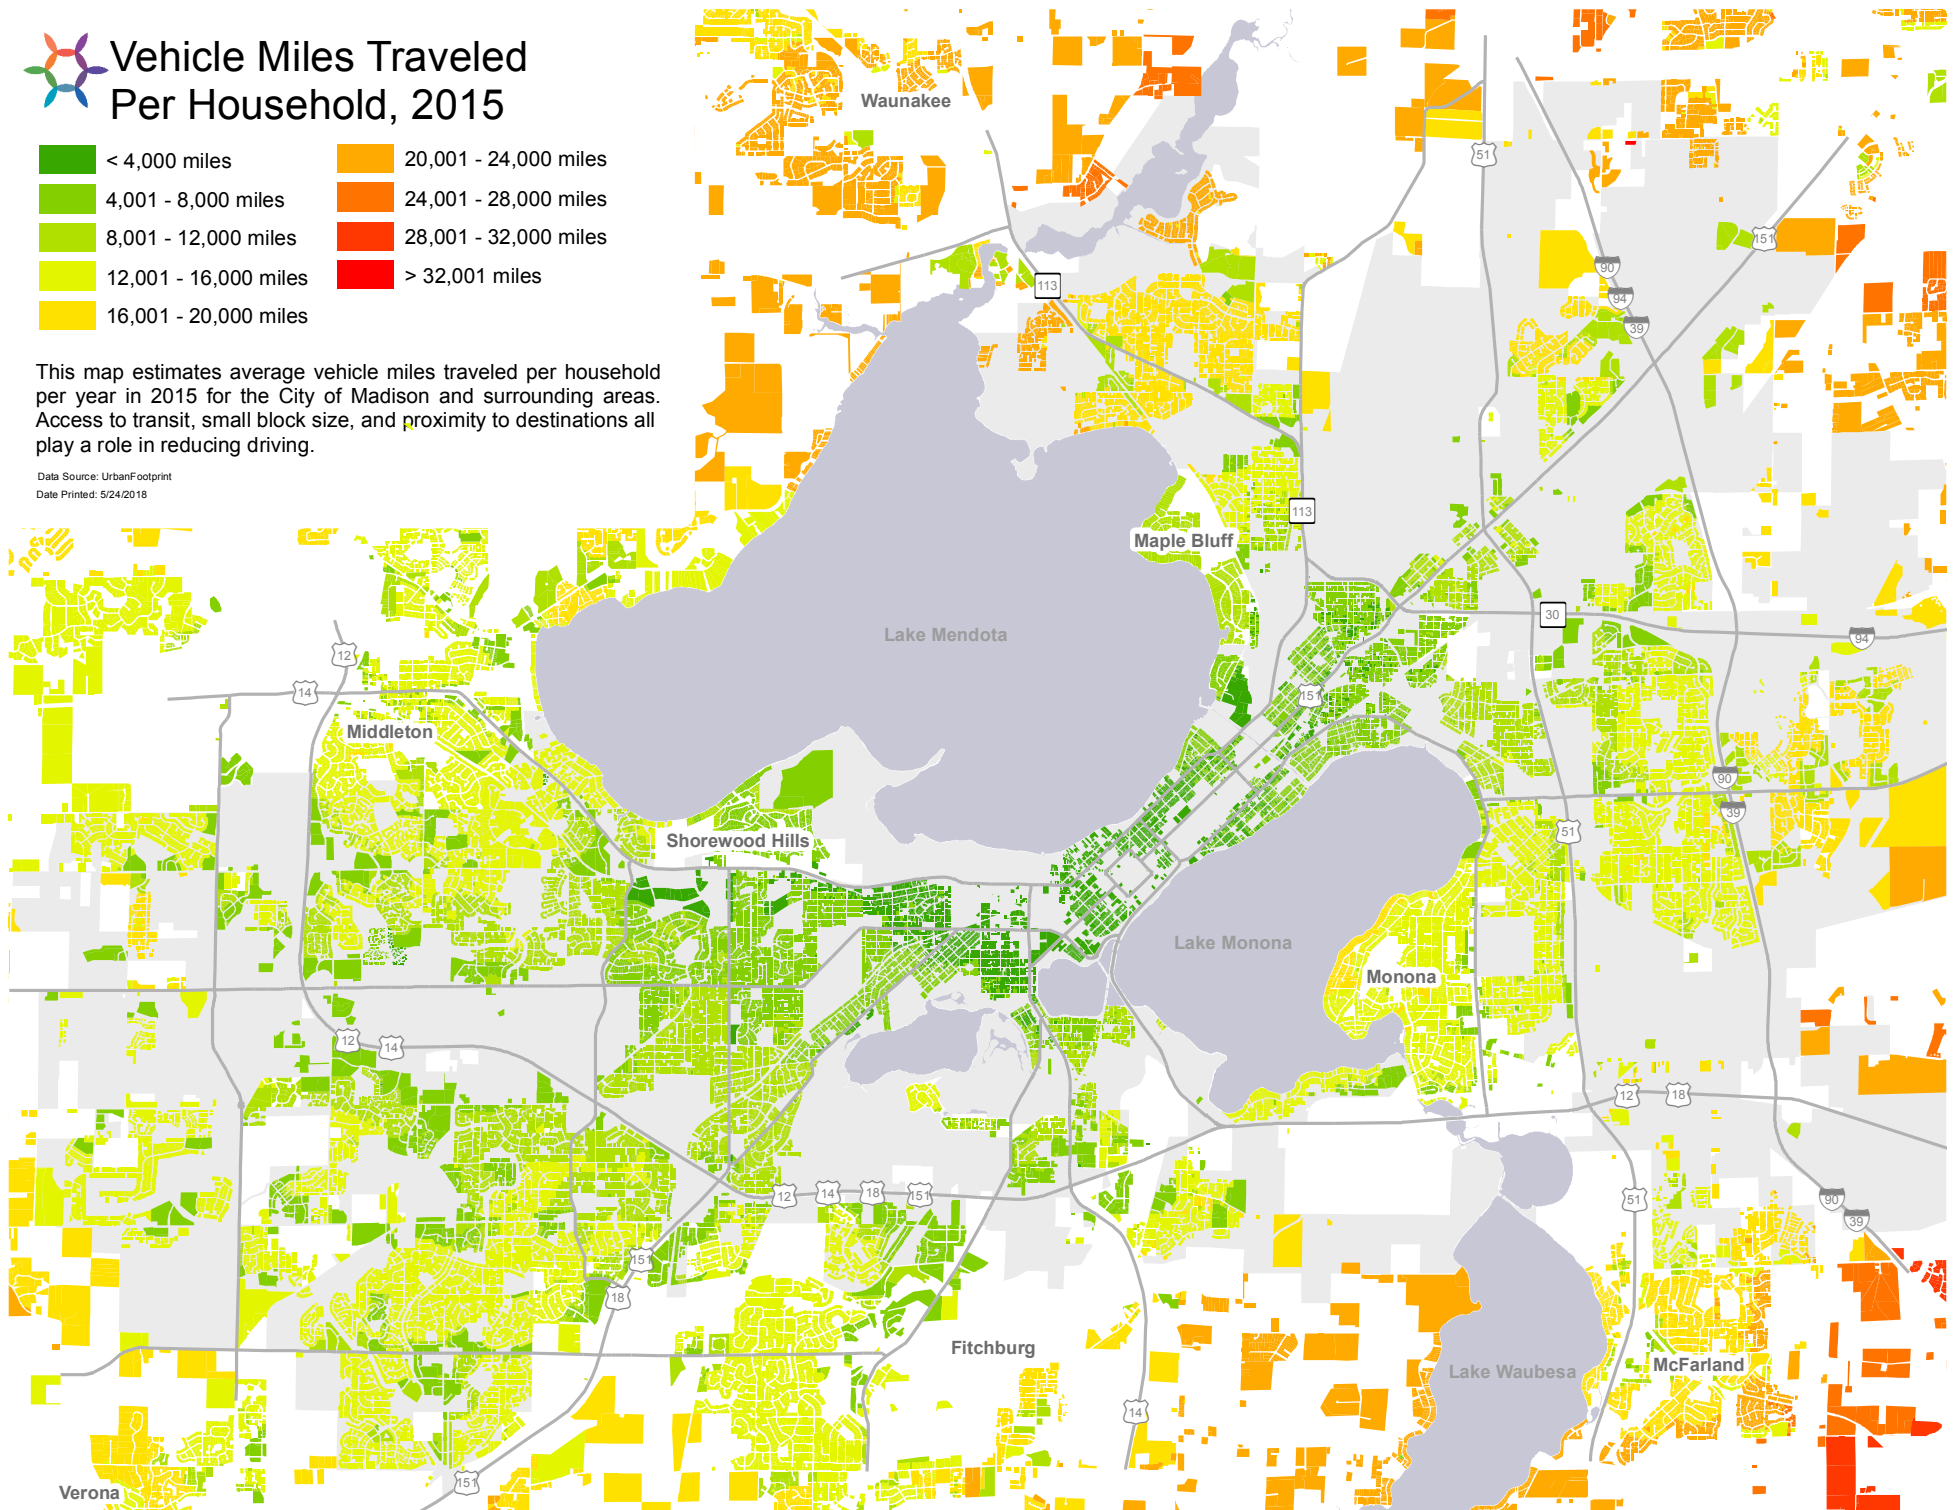 Vehicle Miles Traveled
Per Household, 2015
< 4,000 miles
4,001 - 8,000 miles
8,001 - 12,000 miles
12,001 - 16,000 miles
16,001 - 20,000 miles
20,001 - 24,000 miles
24,001 - 28,000 miles
28,001 - 32,000 miles
> 32,001 miles
This map estimates average vehicle miles traveled per household
per year in 2015 for the City of Madison and surrounding areas.
Access to transit, small block size, and proximity to destinations all
play a role in reducing driving.
Data Source: UrbanFootprint
Date Printed: 5/24/2018
Waunakee
51
151
90
94
39
113
113
Maple Bluff
30
94
Lake Mendota
12
14
151
Middleton
90
39
51
Shorewood Hills
Lake Monona
Monona
12
14
12
18
12
14
18
151
51
90
39
151
18
Fitchburg
Lake Waubesa
McFarland
14
151
Verona